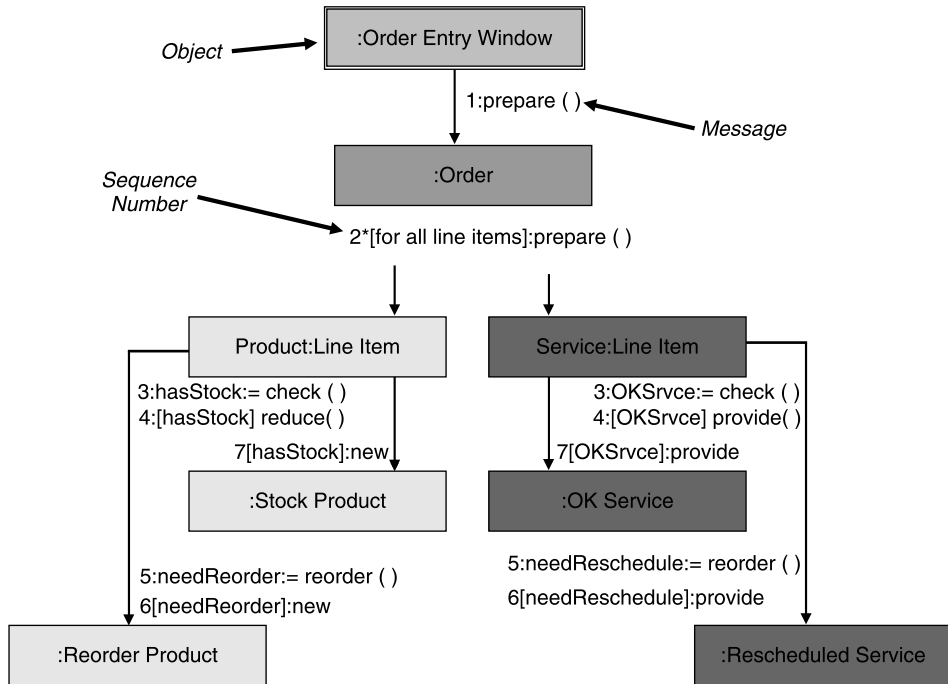 :Order Entry Window
Object
1:prepare ( )
Message
:Order
Sequence
Number
2*[for all line items]:prepare ( )
Product:Line Item
Service:Line Item
3:hasStock:= check ( )
4:[hasStock] reduce( )
3:OKSrvce:= check ( )
4:[OKSrvce] provide( )
7[hasStock]:new
7[OKSrvce]:provide
:Stock Product
:OK Service
5:needReorder:= reorder ( )
6[needReorder]:new
5:needReschedule:= reorder ( )
6[needReschedule]:provide
:Reorder Product
:Rescheduled Service